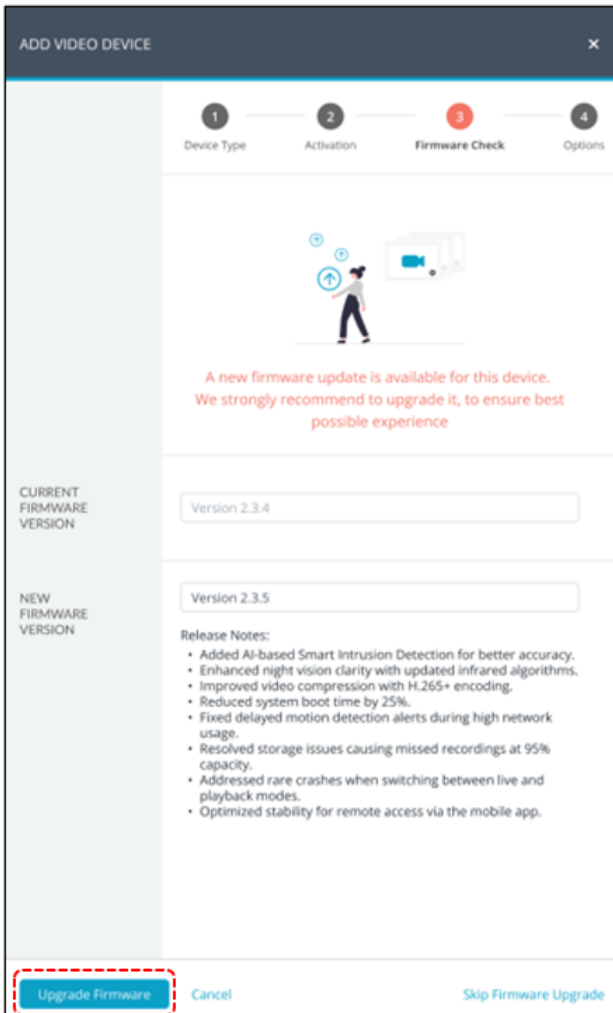 ADD VIDEO DEVICE
×
1
2
3
4
Device Type
Activation
Firmware Check
Options
A new firmware update is available for this device.
We strongly recommend to upgrade it, to ensure best
possible experience
CURRENT
FIRMWARE
VERSION
Version 2.3.4
NEW
FIRMWARE
VERSION
Version 2.3.5
Release Notes:
• Added AI-based Smart Intrusion Detection for better accuracy.
• Enhanced night vision clarity with updated infrared algorithms.
• Improved video compression with H.265+ encoding.
• Reduced system boot time by 25%.
• Fixed delayed motion detection alerts during high network
usage.
• Resolved storage issues causing missed recordings at 95%
capacity.
• Addressed rare crashes when switching between live and
playback modes.
• Optimized stability for remote access via the mobile app.
Upgrade Firmware
Cancel
Skip Firmware Upgrade